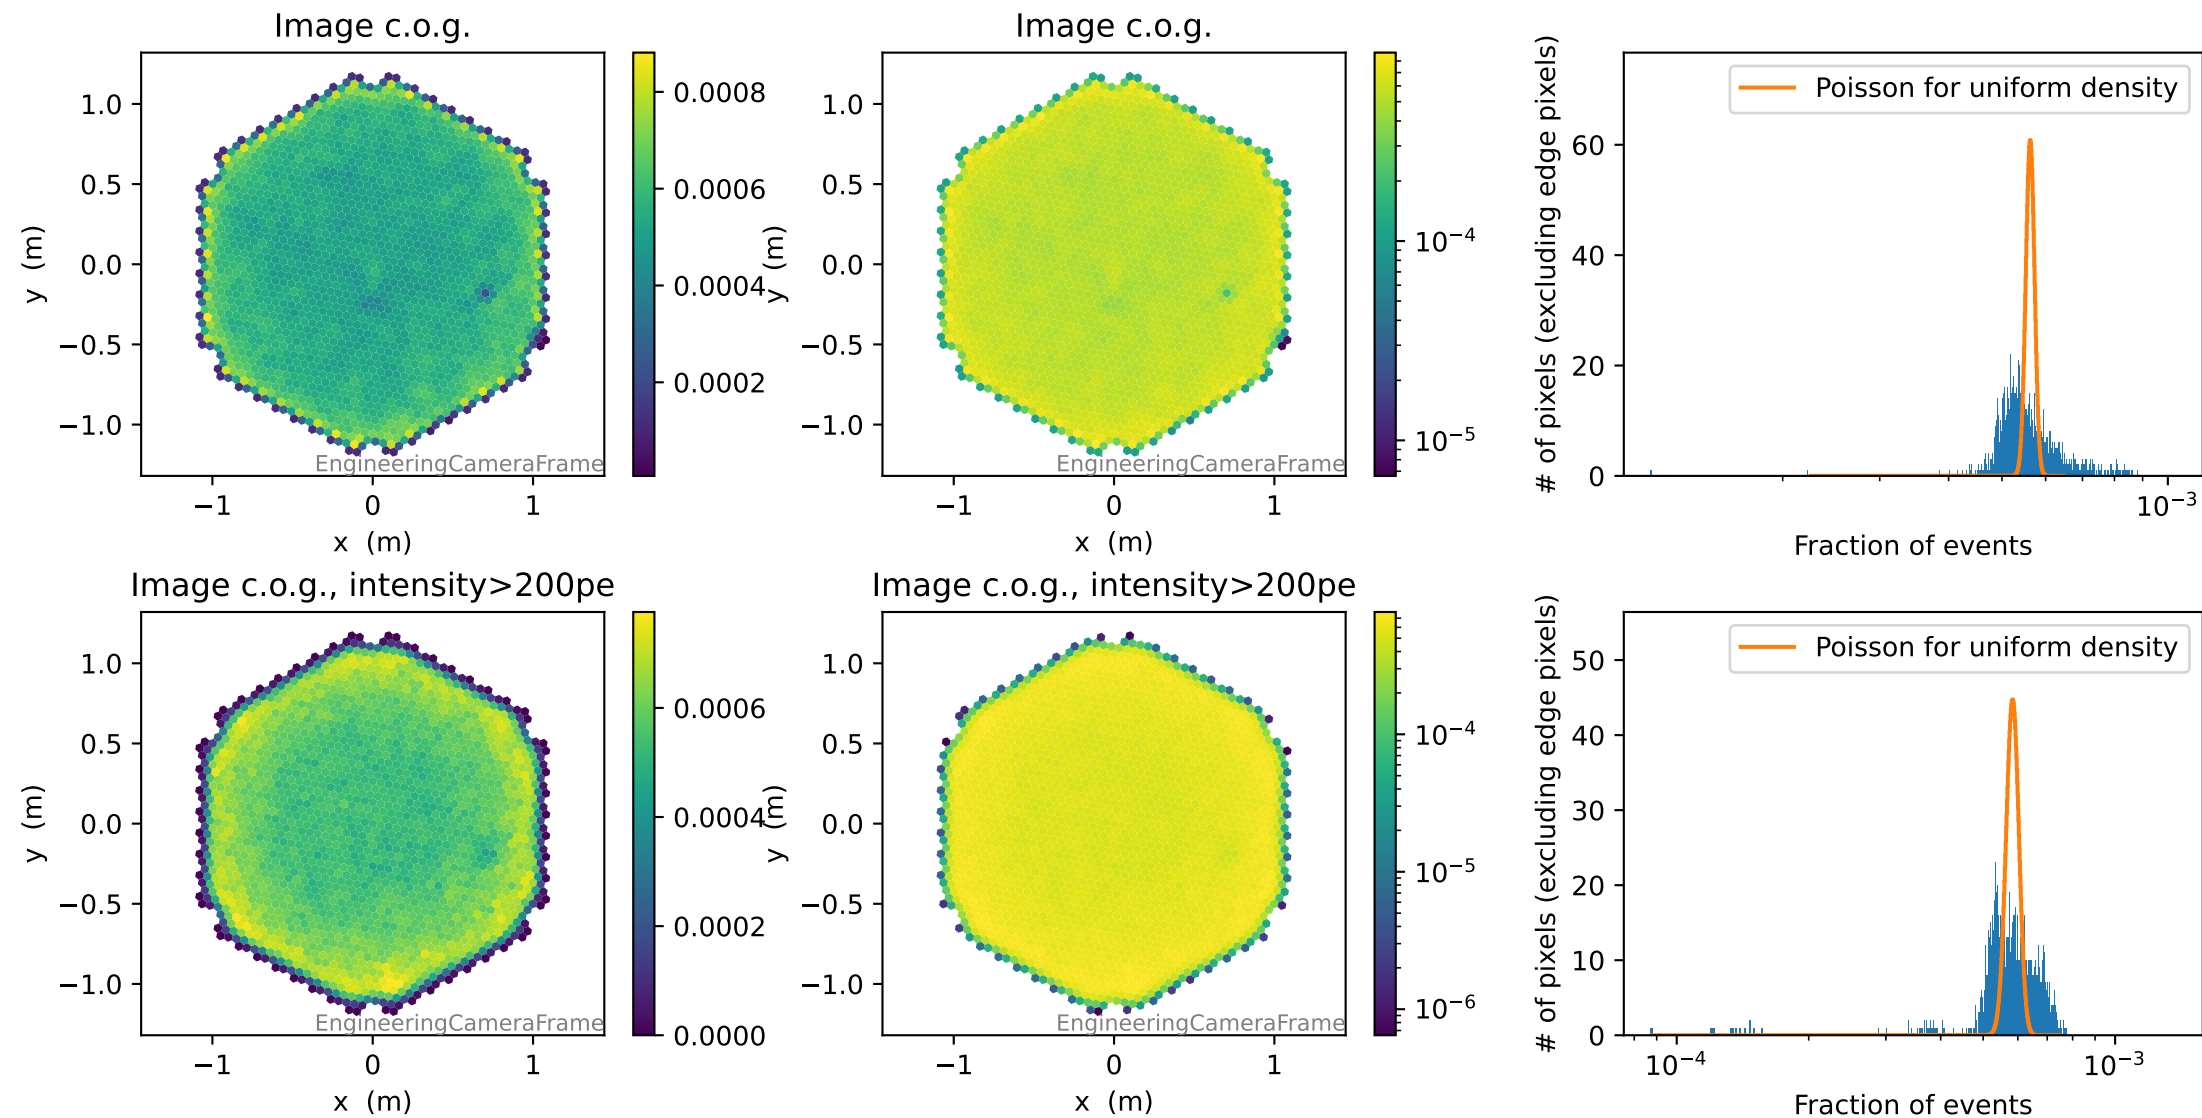 Image c.o.g.
y (m)
1.0
0.5
0.0
−0.5
−1.0
−1
0
1
x (m)
EngineeringCameraFrame
0.0008
0.0006
0.0004
0.0002
Image c.o.g.
y (m)
1.0
0.5
0.0
−0.5
−1.0
−1
0
1
x (m)
EngineeringCameraFrame
10⁻⁴
10⁻⁵
# of pixels (excluding edge pixels)
60
40
20
0
Poisson for uniform density
10⁻³
Fraction of events
Image c.o.g., intensity>200pe
y (m)
1.0
0.5
0.0
−0.5
−1.0
−1
0
1
x (m)
EngineeringCameraFrame
0.0006
0.0004
0.0002
0.0000
Image c.o.g., intensity>200pe
y (m)
1.0
0.5
0.0
−0.5
−1.0
−1
0
1
x (m)
EngineeringCameraFrame
10⁻⁴
10⁻⁵
10⁻⁶
# of pixels (excluding edge pixels)
50
40
30
20
10
0
Poisson for uniform density
10⁻⁴
10⁻³
Fraction of events